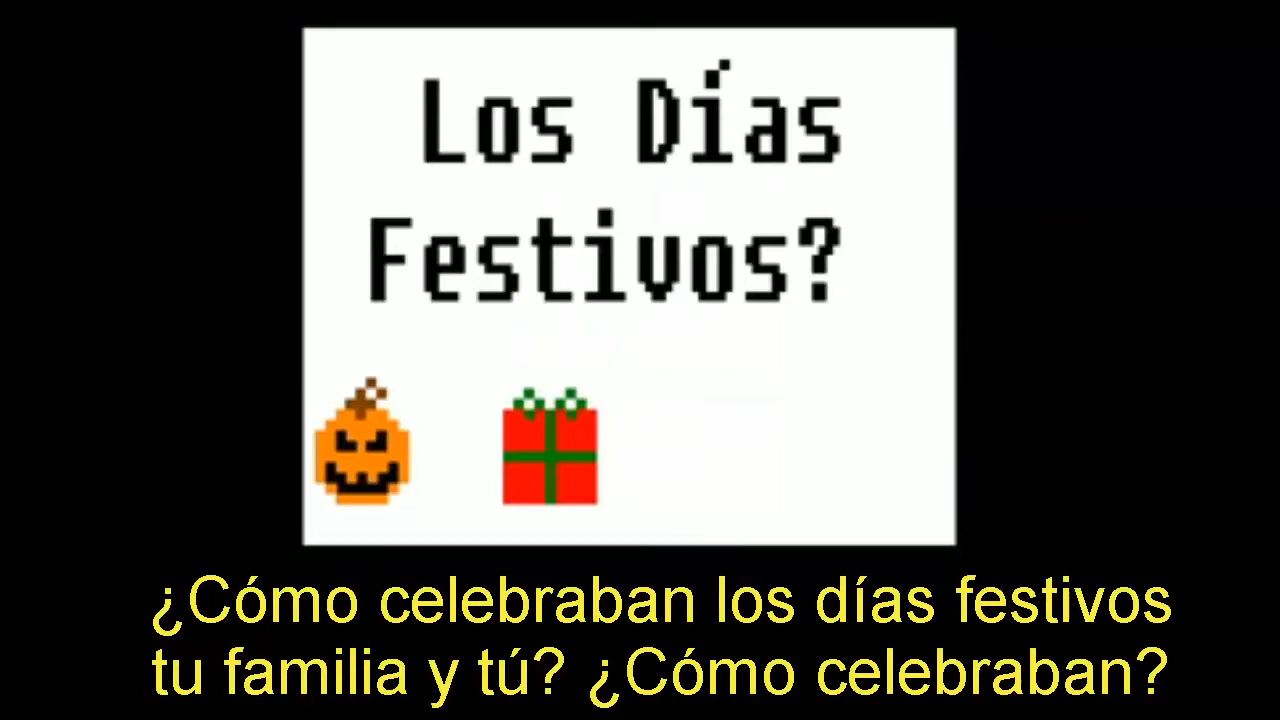 Los Días
Festivos?
¿Cómo celebraban los días festivos
tu familia y tú? ¿Cómo celebraban?